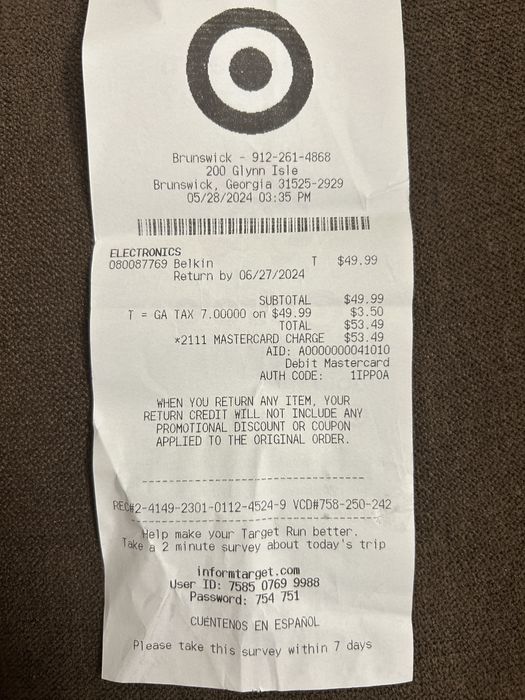 Brunswick - 912-261-4868
200 Glynn Isle
Brunswick, Georgia 31525-2929
05/28/2024 03:35 PM
ELECTRONICS
080087769 Belkin T $49.99
Return by 06/27/2024
SUBTOTAL $49.99
T = GA TAX 7.00000 on $49.99 $3.50
TOTAL $53.49
*2111 MASTERCARD CHARGE $53.49
AID: A0000000041010
Debit Mastercard
AUTH CODE: 1IPPOA
WHEN YOU RETURN ANY ITEM, YOUR
RETURN CREDIT WILL NOT INCLUDE ANY
PROMOTIONAL DISCOUNT OR COUPON
APPLIED TO THE ORIGINAL ORDER.
REC#2-4149-2301-0112-4524-9 VCD#758-250-242
Help make your Target Run better.
Take a 2 minute survey about today's trip
informtarget.com
User ID: 7585 0769 9988
Password: 754 751
CUÉNTENOS EN ESPAÑOL
Please take this survey within 7 days